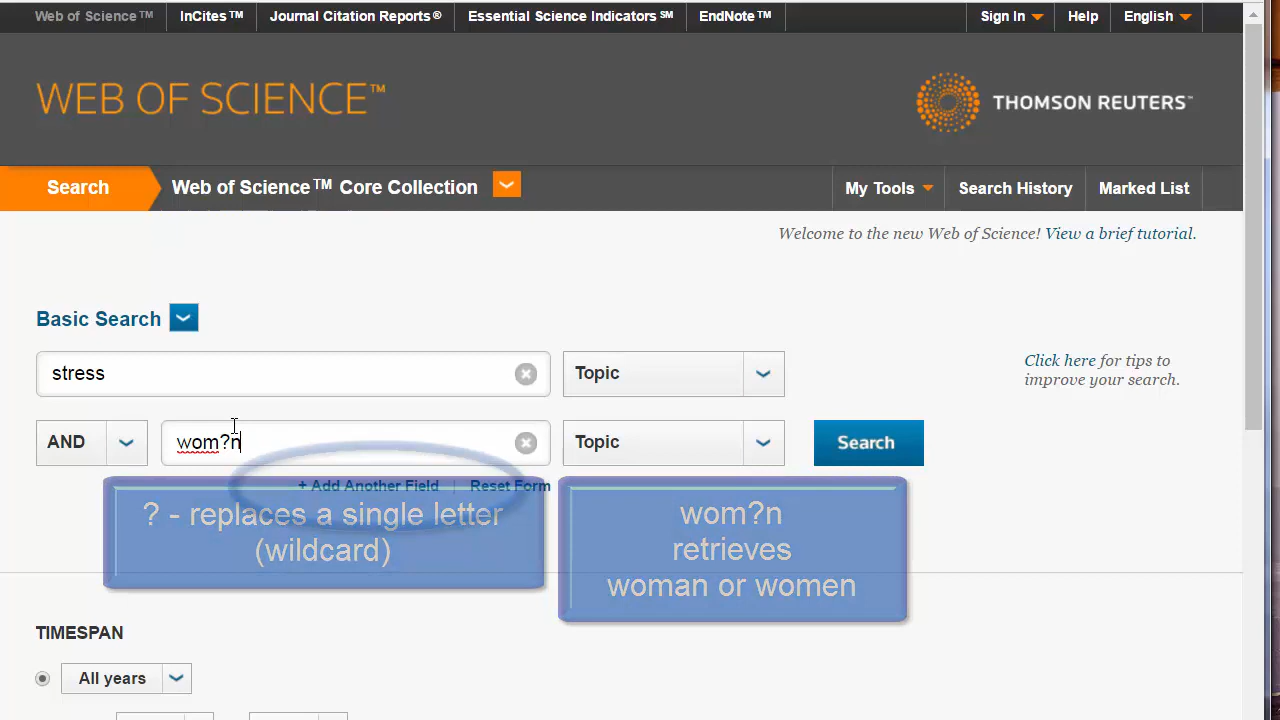 Web of Science™ InCites™ Journal Citation Reports® Essential Science Indicators ℠ EndNote™ Sign In Help English
WEB OF SCIENCE™
THOMSON REUTERS™
Search Web of Science™ Core Collection My Tools Search History Marked List
Welcome to the new Web of Science! View a brief tutorial.
Basic Search
stress Topic
Click here for tips to
improve your search.
AND wom?n Topic Search
+ Add Another Field | Reset Form
? - replaces a single letter
(wildcard)
wom?n
retrieves
woman or women
TIMESPAN
All years